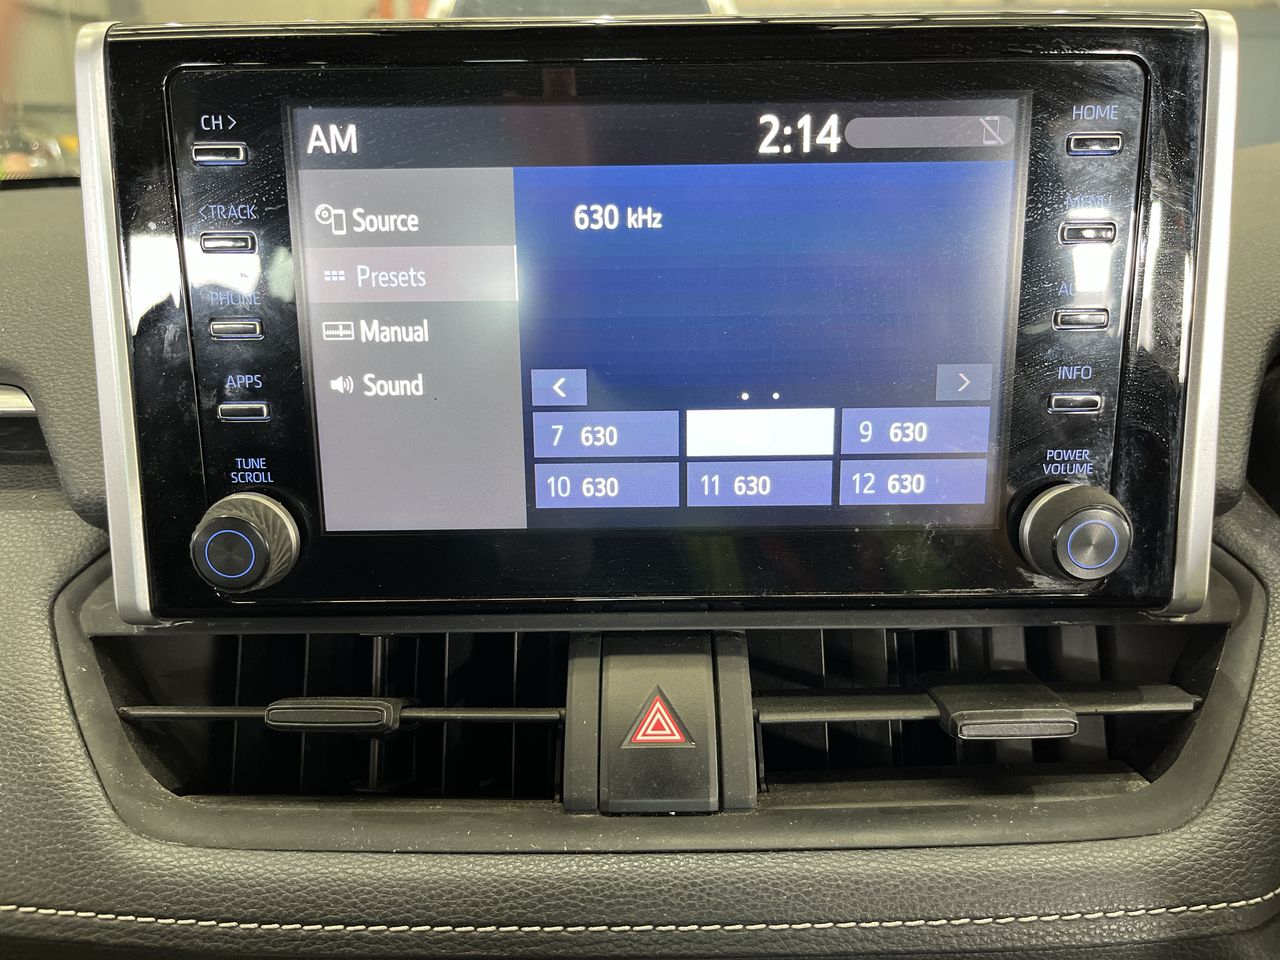 CH >
<TRACK
PHONE
APPS
TUNE
SCROLL
AM
2:14
Source
Presets
Manual
Sound
630 kHz
<
>
7 630
9 630
10 630
11 630
12 630
HOME
MENU
INFO
POWER
VOLUME